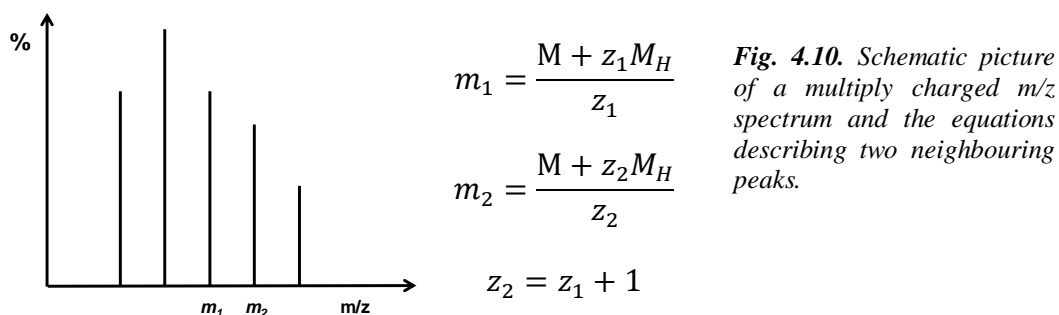 %
m₁ m₂ m/z
m₁ = (M + z₁M_H) / z₁
m₂ = (M + z₂M_H) / z₂
z₂ = z₁ + 1
Fig. 4.10. Schematic picture
of a multiply charged m/z
spectrum and the equations
describing two neighbouring
peaks.